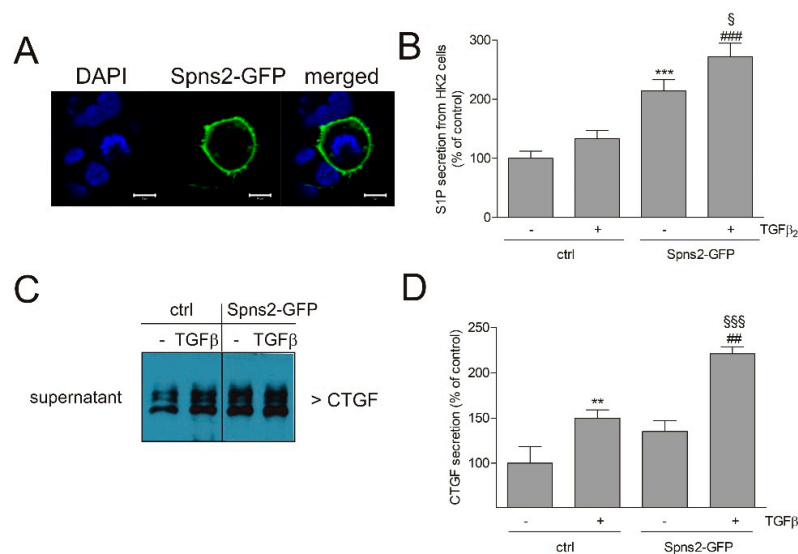 A
DAPI Spns2-GFP merged
B
S1P secretion from HK2 cells
(% of control)
300
200
100
0
***
§
###
- + - + TGFβ₂
ctrl Spns2-GFP
C
ctrl Spns2-GFP
- TGFβ - TGFβ
supernatant > CTGF
D
CTGF secretion (% of control)
250
200
150
100
**
§§§
##
- + - + TGFβ
ctrl Spns2-GFP